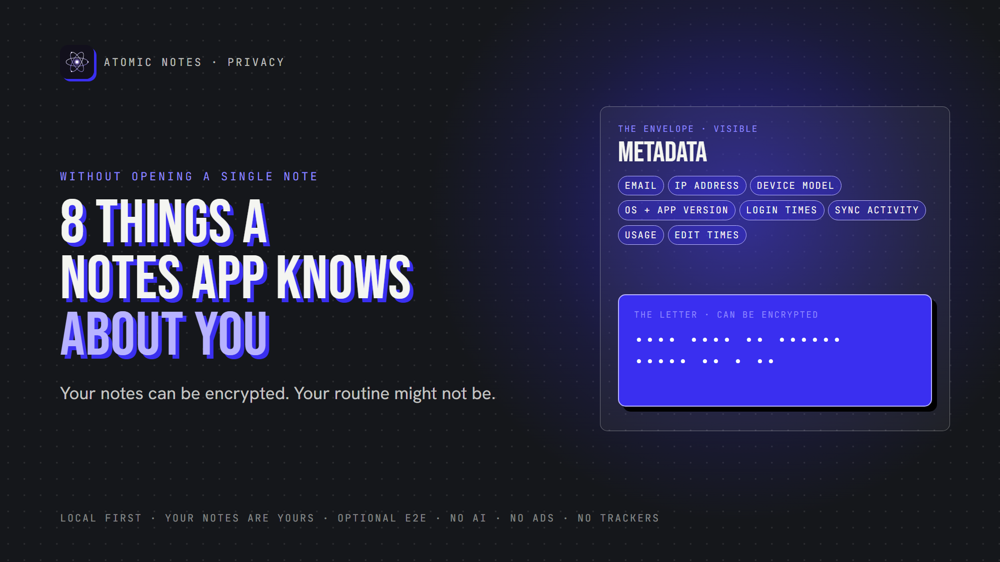 ATOMIC NOTES · PRIVACY
WITHOUT OPENING A SINGLE NOTE
8 THINGS A
NOTES APP KNOWS
ABOUT YOU
Your notes can be encrypted. Your routine might not be.
THE ENVELOPE · VISIBLE
METADATA
EMAIL IP ADDRESS DEVICE MODEL
OS + APP VERSION LOGIN TIMES SYNC ACTIVITY
USAGE EDIT TIMES
THE LETTER · CAN BE ENCRYPTED
•••• •••• •• ••••••
••••• •• • ••
LOCAL FIRST · YOUR NOTES ARE YOURS · OPTIONAL E2E · NO AI · NO ADS · NO TRACKERS